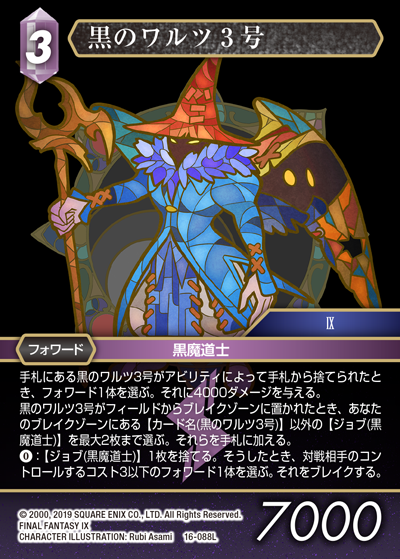 3
黒のワルツ3号
IX
フォワード
黒魔道士
手札にある黒のワルツ3号がアビリティによって手札から捨てられたと
き、フォワード1体を選ぶ。それに4000ダメージを与える。
黒のワルツ3号がフィールドからブレイクゾーンに置かれたとき、あなた
のブレイクゾーンにある【カード名(黒のワルツ3号)】以外の【ジョブ(黒
魔道士)】を最大2枚まで選ぶ。それらを手札に加える。
0:【ジョブ(黒魔道士)】1枚を捨てる。そうしたとき、対戦相手のコン
トロールするコスト3以下のフォワード1体を選ぶ。それをブレイクする。
© 2000, 2019 SQUARE ENIX CO., LTD. All Rights Reserved.
FINAL FANTASY IX
CHARACTER ILLUSTRATION: Rubi Asami
16-088L
7000